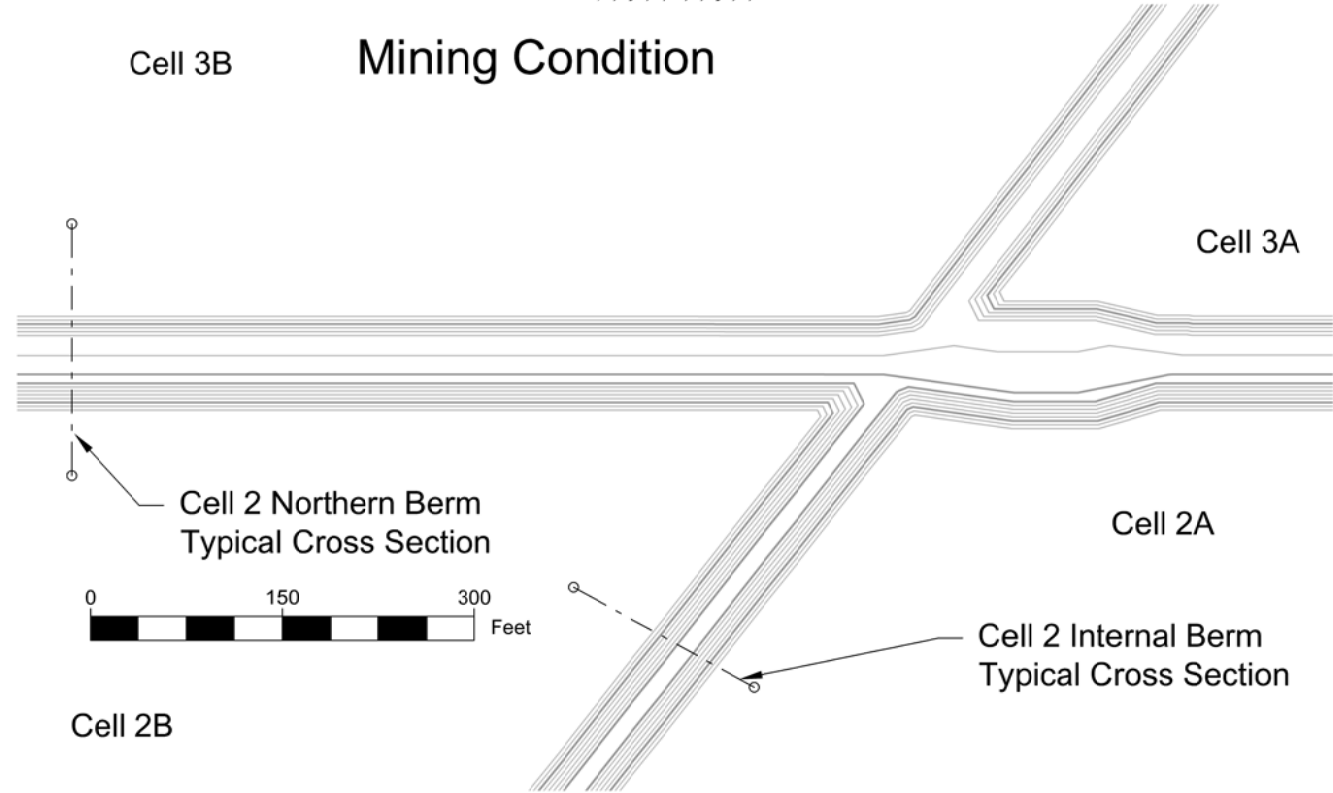 Mining Condition
Cell 3B
Cell 3A
Cell 2 Northern Berm
Typical Cross Section
Cell 2A
0 150 300
Feet
Cell 2 Internal Berm
Typical Cross Section
Cell 2B